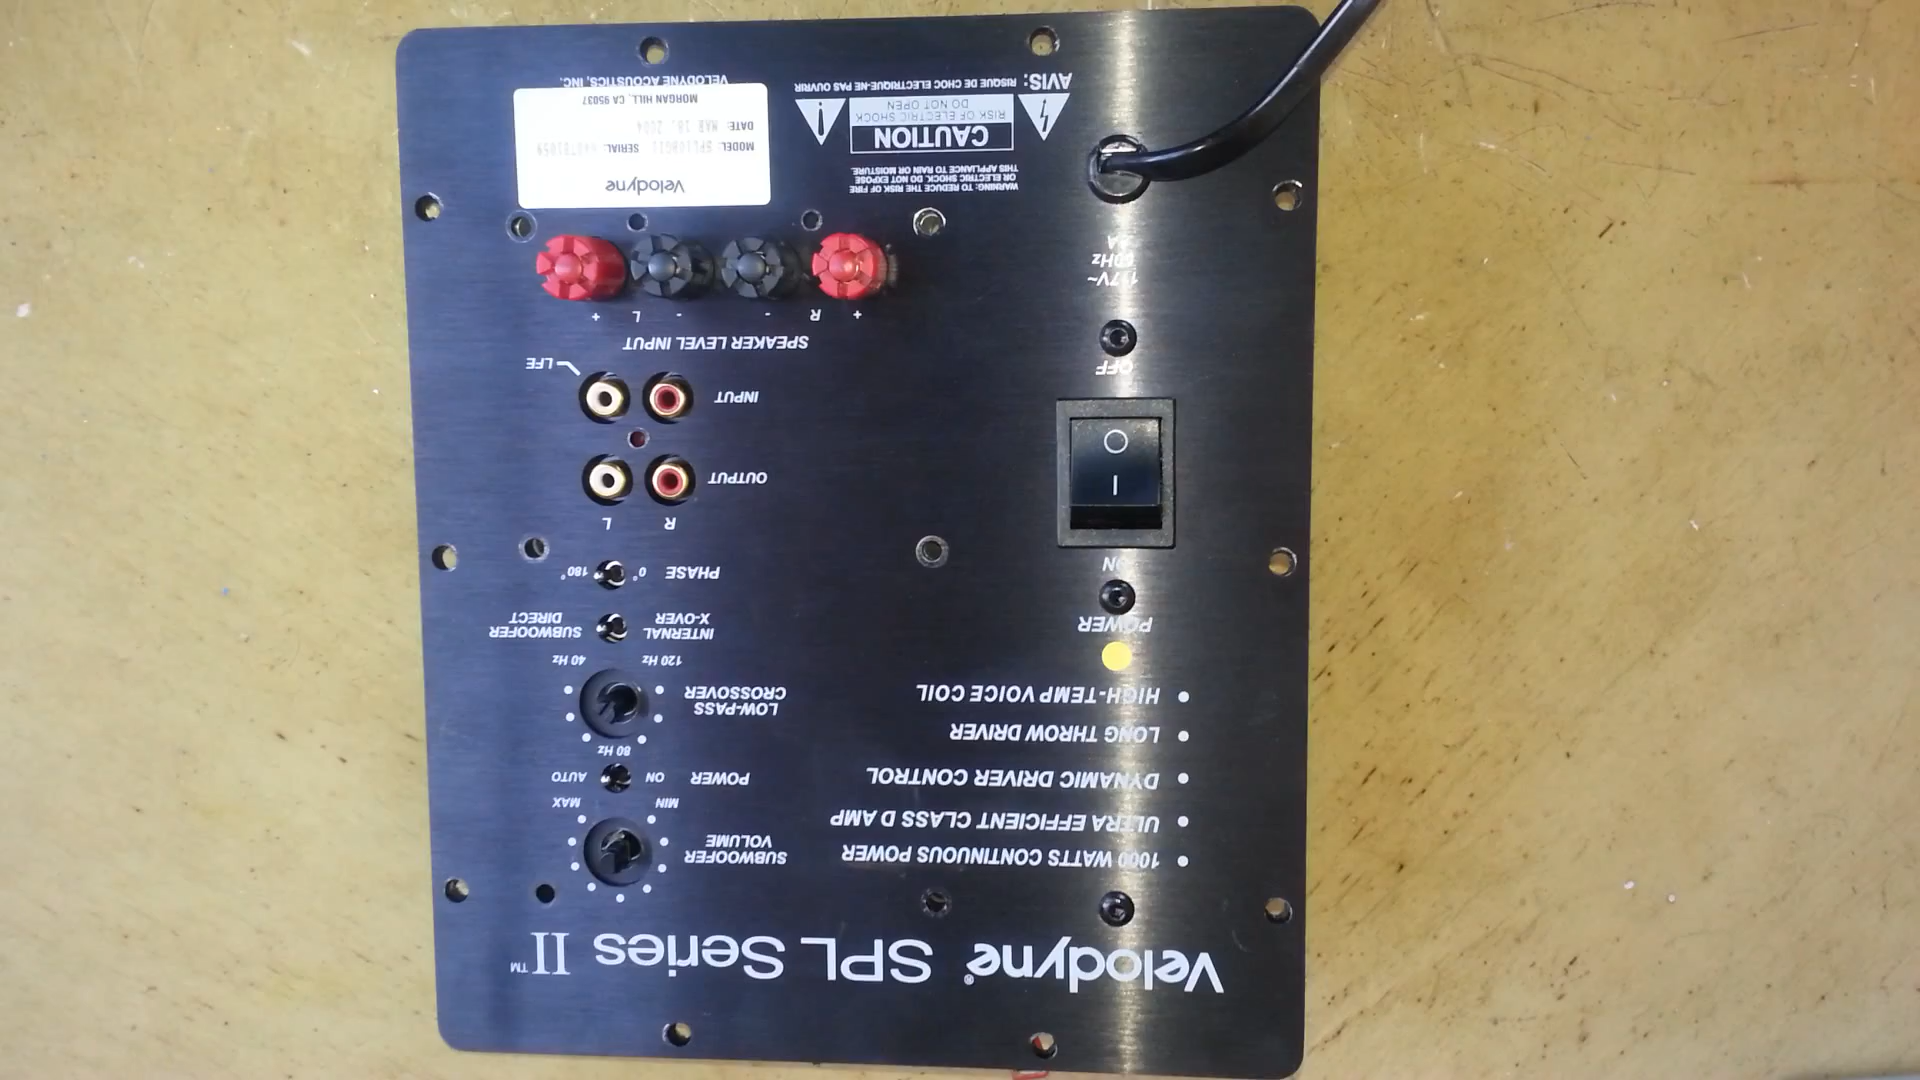 Velodyne® SPL Series II™
• 1000 WATTS CONTINUOUS POWER
• ULTRA EFFICIENT CLASS D AMP
• DYNAMIC DRIVER CONTROL
• LONG THROW DRIVER
• HIGH-TEMP VOICE COIL
SUBWOOFER
VOLUME
MIN
MAX
POWER
ON
AUTO
80 Hz
LOW-PASS
CROSSOVER
120 Hz
40 Hz
INTERNAL
X-OVER
SUBWOOFER
DIRECT
PHASE
0°
180°
R
L
OUTPUT
INPUT
LFE
SPEAKER LEVEL INPUT
+ R - - L +
POWER
ON
I
O
OFF
117V~
60Hz
WARNING: TO REDUCE THE RISK OF FIRE
OR ELECTRIC SHOCK, DO NOT EXPOSE
THIS APPLIANCE TO RAIN OR MOISTURE.
CAUTION
RISK OF ELECTRIC SHOCK
DO NOT OPEN
AVIS: RISQUE DE CHOC ELECTRIQUE-NE PAS OUVRIR
Velodyne
MODEL: SERIAL:
DATE: MAR 18, 2004
MORGAN HILL, CA 95037
VELODYNE ACOUSTICS, INC.